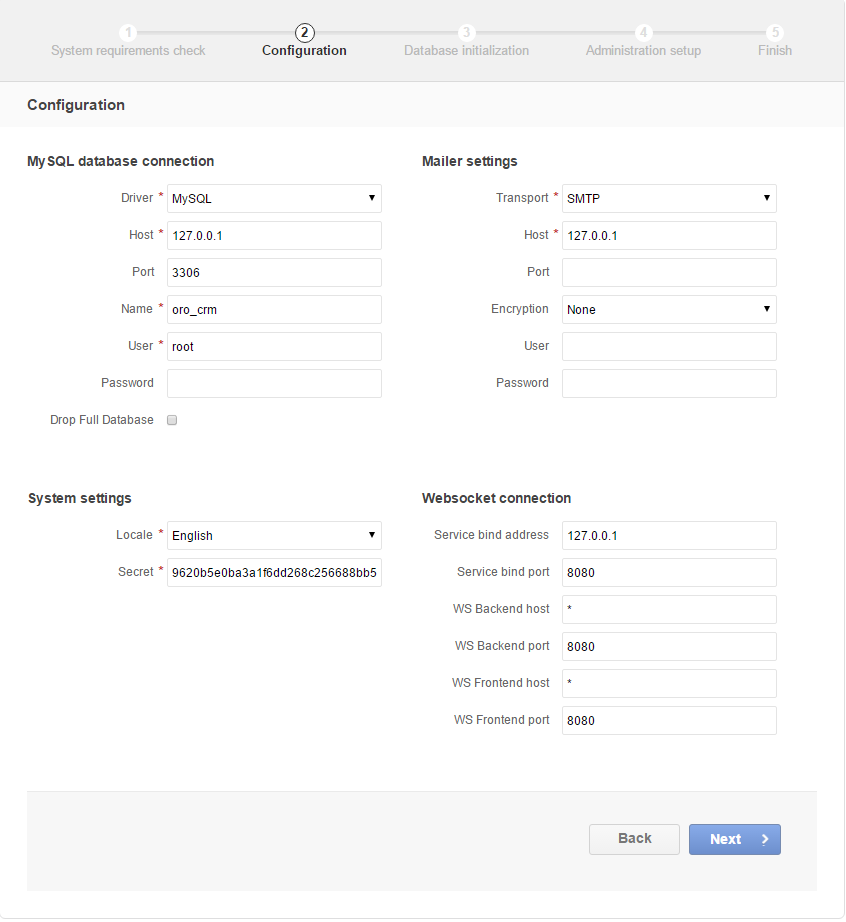 1 2 3 4 5
System requirements check Configuration Database initialization Administration setup Finish
Configuration
MySQL database connection
Driver * MySQL
Host * 127.0.0.1
Port 3306
Name * oro_crm
User * root
Password
Drop Full Database
Mailer settings
Transport * SMTP
Host * 127.0.0.1
Port
Encryption None
User
Password
System settings
Locale * English
Secret * 9620b5e0ba3a1f6dd268c256688bb5
Websocket connection
Service bind address 127.0.0.1
Service bind port 8080
WS Backend host *
WS Backend port 8080
WS Frontend host *
WS Frontend port 8080
Back Next